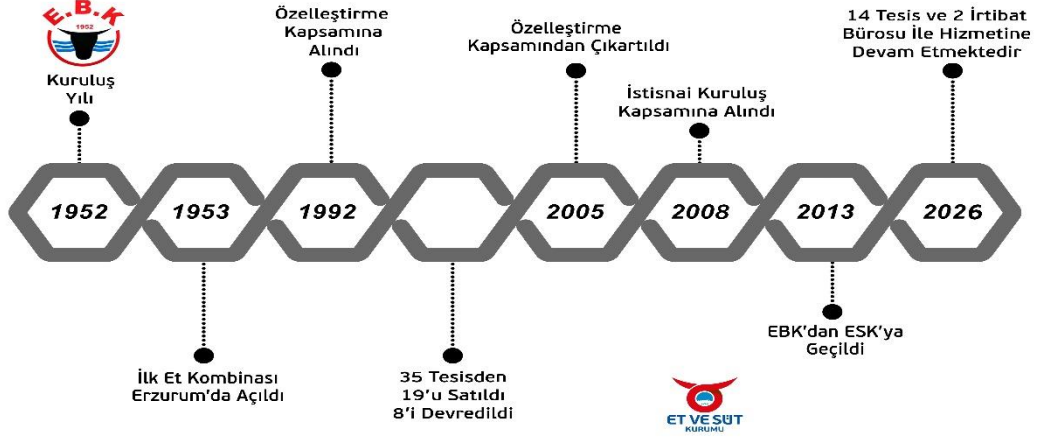 E.B.K
1952
Kuruluş
Yılı
Özelleştirme
Kapsamına
Alındı
Özelleştirme
Kapsamından Çıkartıldı
İstisnai Kuruluş
Kapsamına Alındı
14 Tesis ve 2 İrtibat
Bürosu İle Hizmetine
Devam Etmektedir
1952
1953
1992
2005
2008
2013
2026
İlk Et Kombinası
Erzurum'da Açıldı
35 Tesisden
19'u Satıldı
8'i Devredildi
EBK'dan ESK'ya
Geçildi
ET VE SÜT
KURUMU